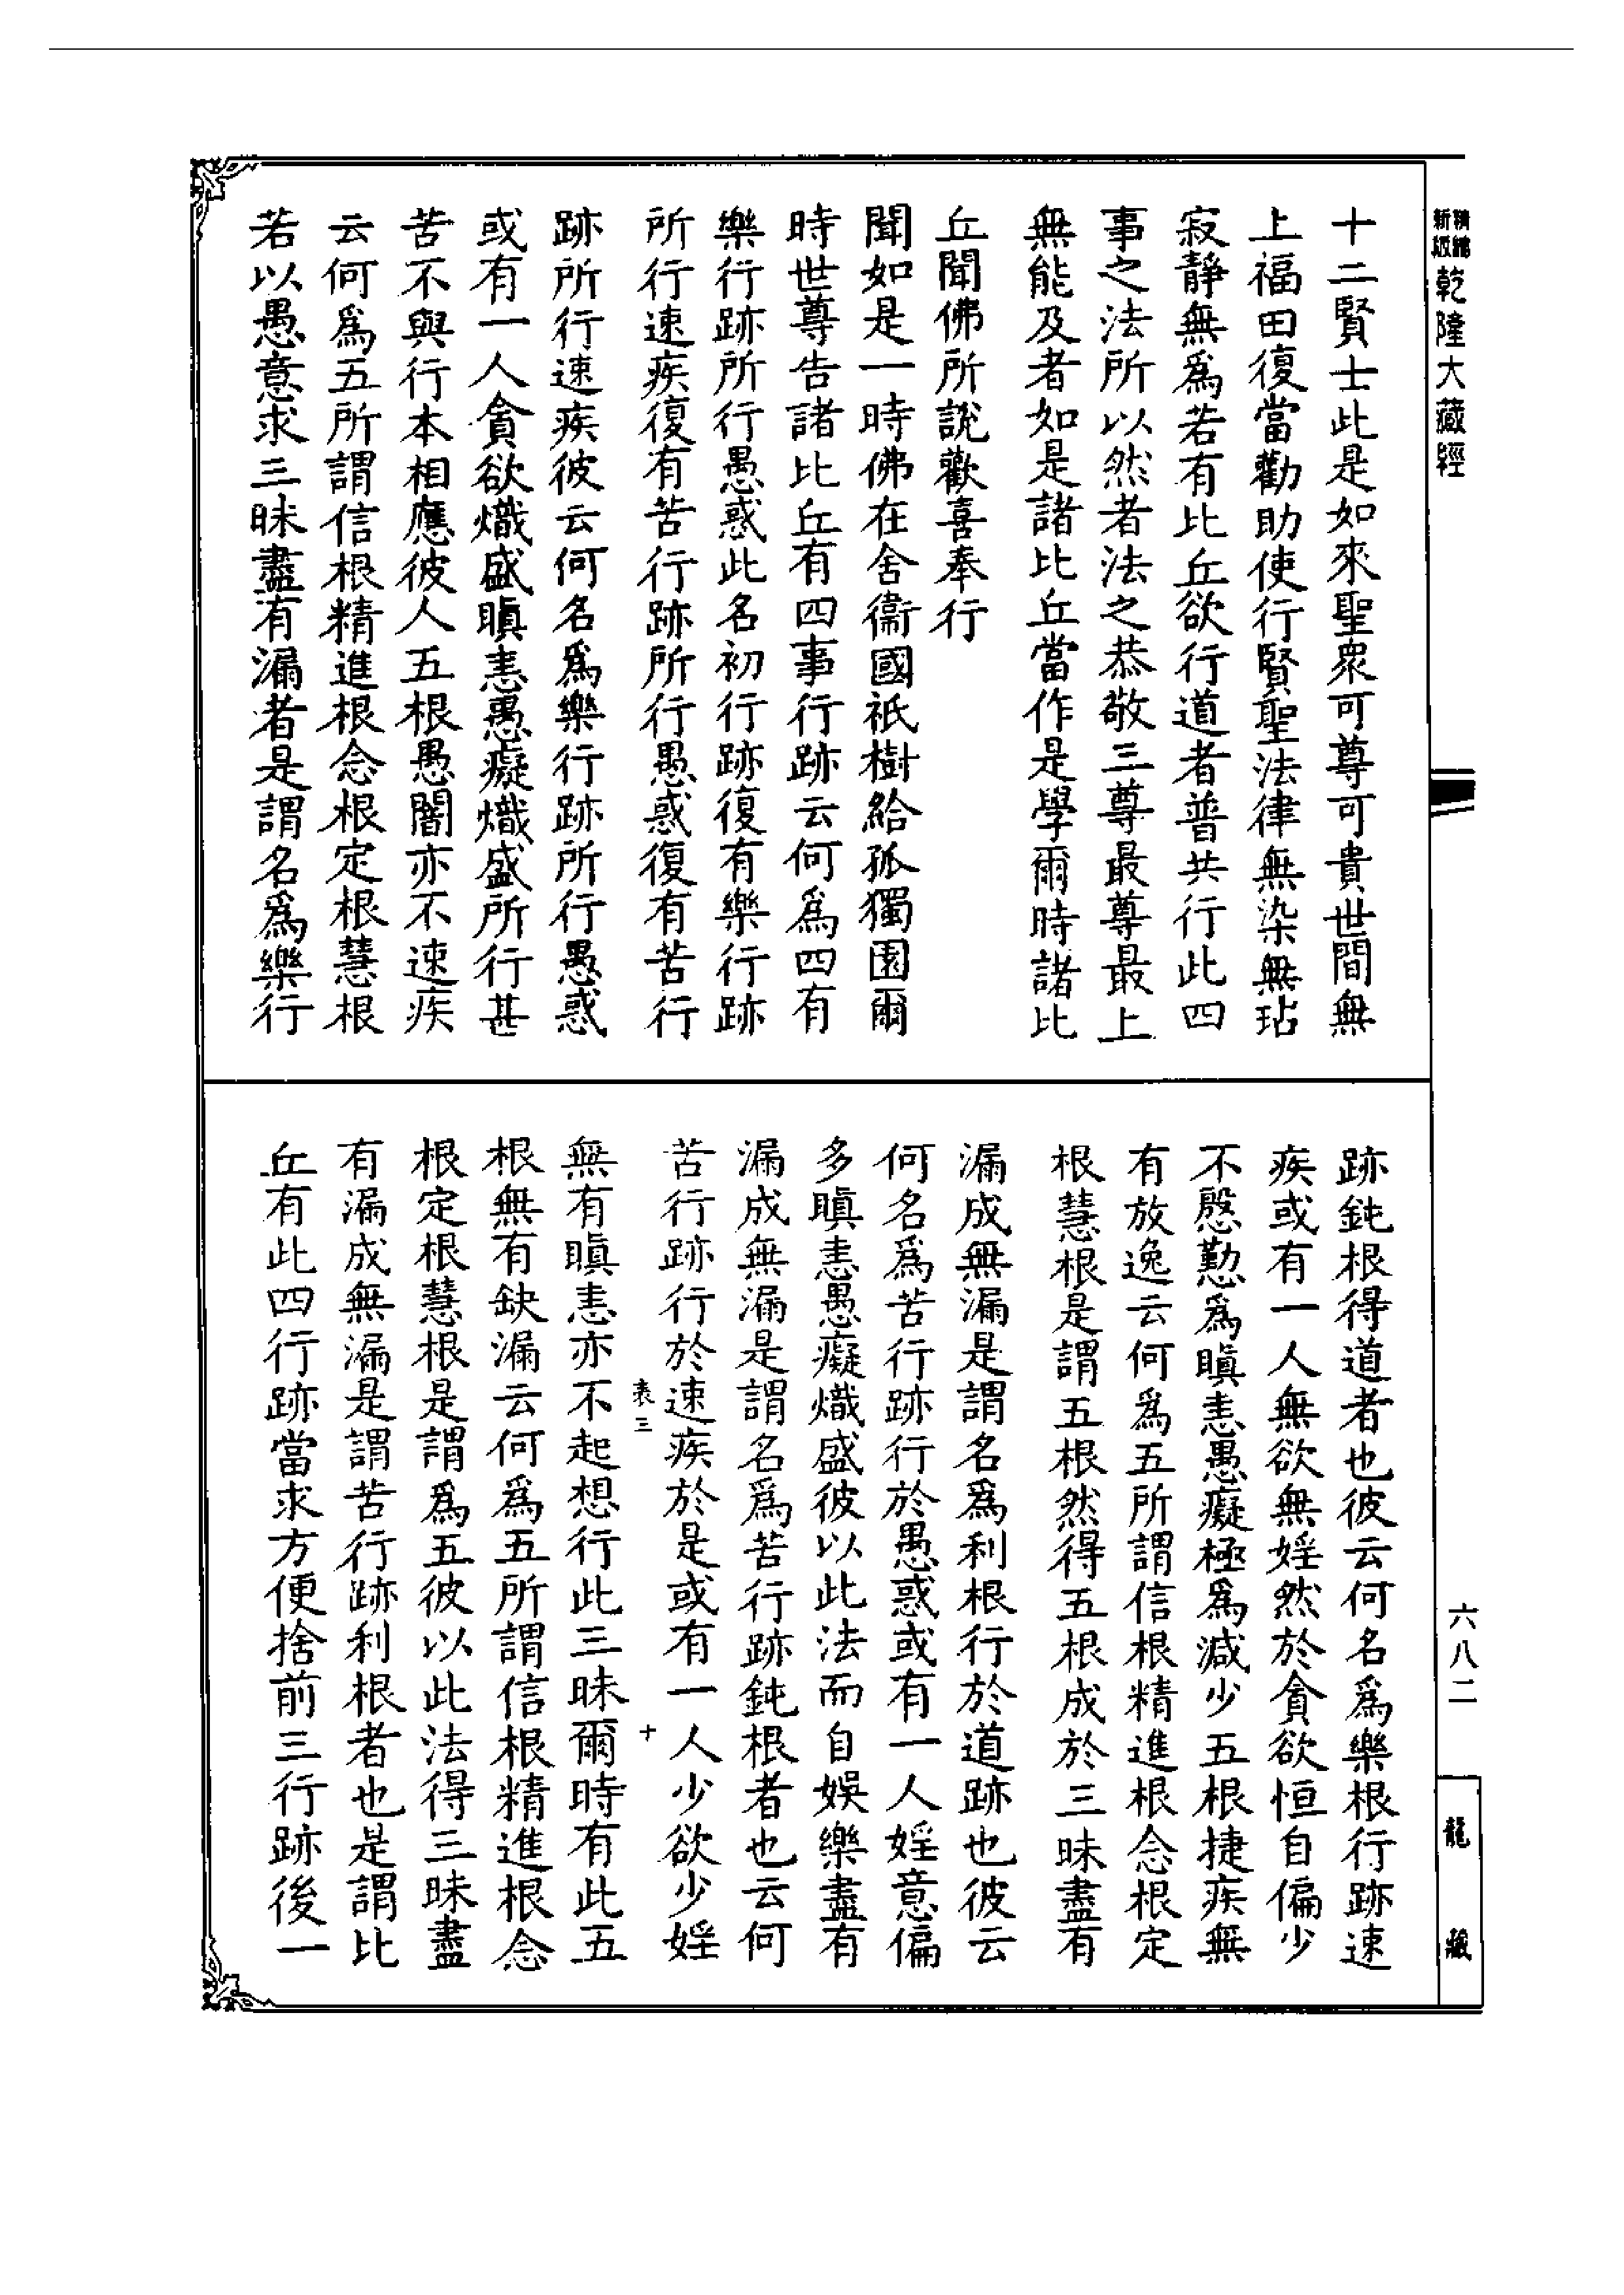 精縮新版乾隆大藏經
十二賢士此是如來聖衆可尊可貴世間無
上福田復當勸助使行賢聖法律無染無玷
寂靜無爲若有比丘欲行道者普共行此四
事之法所以然者法之恭敬三尊最尊最上
無能及者如是諸比丘當作是學爾時諸比
丘聞佛所說歡喜奉行
聞如是一時佛在舍衞國祇樹給孤獨園爾
時世尊告諸比丘有四事行跡云何爲四有
樂行跡所行愚惑此名初行跡復有樂行跡
所行速疾復有苦行跡所行愚惑復有苦行
跡所行速疾彼云何名爲樂行跡所行愚惑
或有一人貪欲熾盛瞋恚愚癡熾盛所行甚
苦不與行本相應彼人五根愚闇亦不速疾
云何爲五所謂信根精進根念根定根慧根
若以愚意求三昧盡有漏者是謂名爲樂行
跡鈍根得道者也彼云何名爲樂根行跡速
疾或有一人無欲無婬然於貪欲恒自偏少
不慇懃爲瞋恚愚癡極爲減少五根捷疾無
有放逸云何爲五所謂信根精進根念根定
根慧根是謂五根然得五根成於三昧盡有
漏成無漏是謂名爲利根行於道跡也彼云
何名爲苦行跡行於愚惑或有一人婬意偏
多瞋恚愚癡熾盛彼以此法而自娛樂盡有
漏成無漏是謂名爲苦行跡鈍根者也云何
苦行跡行於速疾於是或有一人少欲少婬
表三 十
無有瞋恚亦不起想行此三昧爾時有此五
根無有缺漏云何爲五所謂信根精進根念
根定根慧根是謂爲五彼以此法得三昧盡
有漏成無漏是謂苦行跡利根者也是謂比
丘有此四行跡當求方便捨前三行跡後一
六八二
龍藏